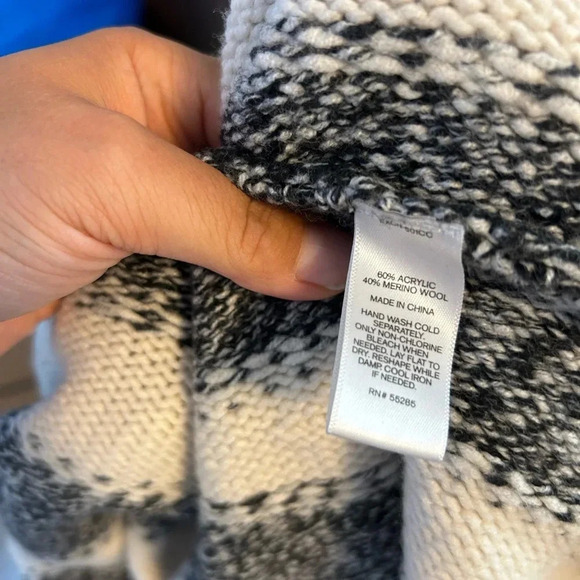 60% ACRYLIC
40% MERINO WOOL
MADE IN CHINA
HAND WASH COLD
SEPARATELY.
ONLY NON-CHLORINE
BLEACH WHEN
NEEDED. LAY FLAT TO
DRY. RESHAPE WHILE
DAMP. COOL IRON
IF NEEDED.
RN# 55285